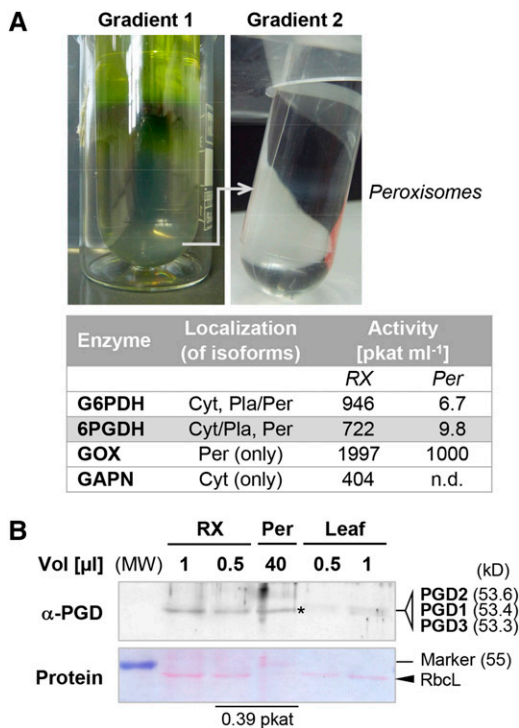 A
Gradient 1 Gradient 2
Peroxisomes
Enzyme Localization (of isoforms) Activity [pkat ml-1]
RX Per
G6PDH Cyt, Pla/Per 946 6.7
6PGDH Cyt/Pla, Per 722 9.8
GOX Per (only) 1997 1000
GAPN Cyt (only) 404 n.d.
B
RX Per Leaf
Vol [µl] (MW) 1 0.5 40 0.5 1 (kD)
α-PGD * PGD2 (53.6)
PGD1 (53.4)
PGD3 (53.3)
Protein Marker (55)
RbcL
0.39 pkat